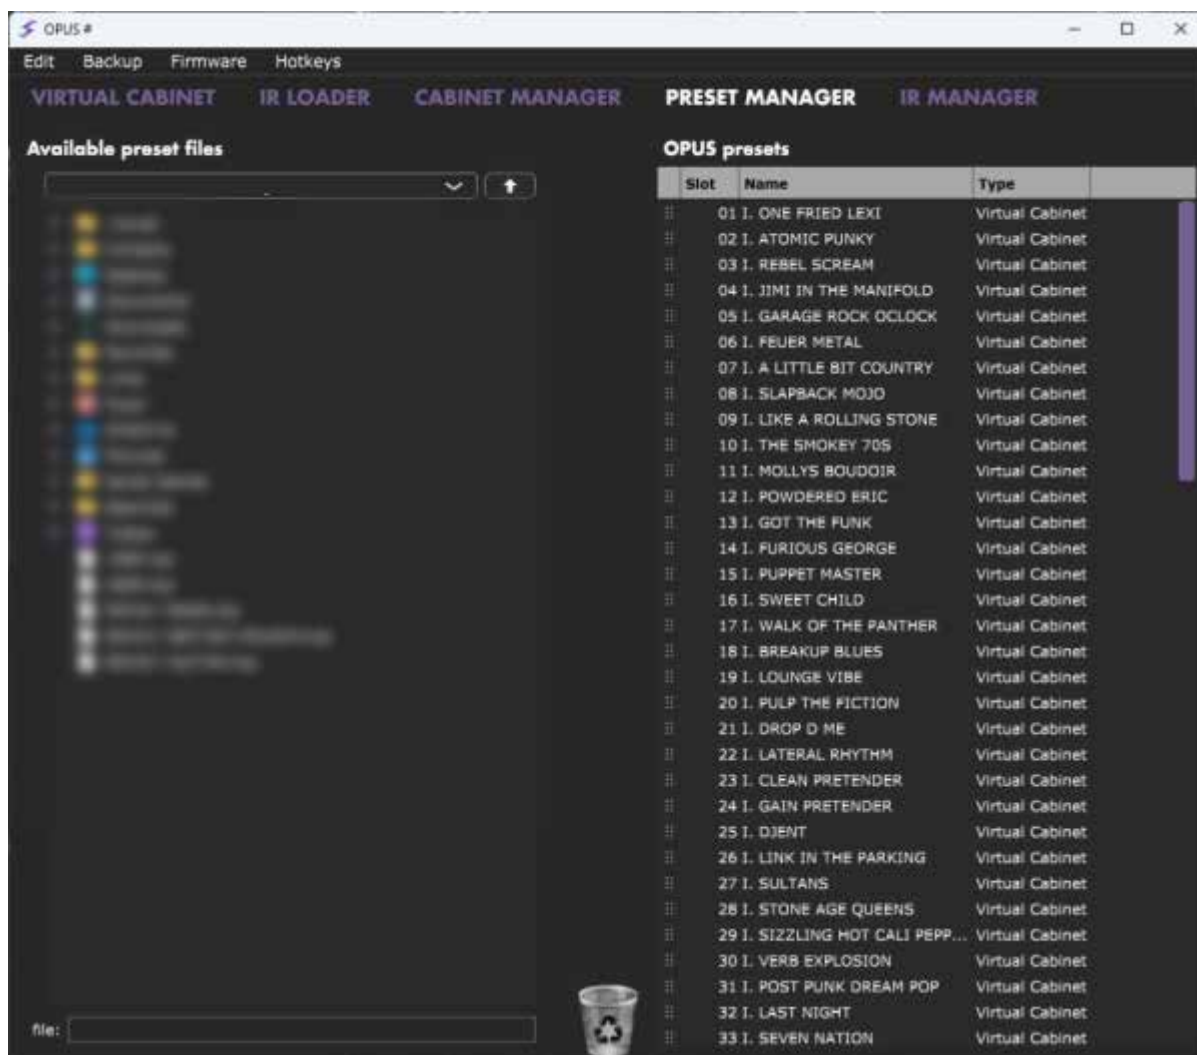 OPUS #
Edit Backup Firmware Hotkeys
VIRTUAL CABINET IR LOADER CABINET MANAGER PRESET MANAGER IR MANAGER
Available preset files
OPUS presets
Slot Name Type
01 I. ONE FRIED LEXI Virtual Cabinet
02 I. ATOMIC PUNKY Virtual Cabinet
03 I. REBEL SCREAM Virtual Cabinet
04 I. JIMI IN THE MANIFOLD Virtual Cabinet
05 I. GARAGE ROCK OCLOCK Virtual Cabinet
06 I. FEUER METAL Virtual Cabinet
07 I. A LITTLE BIT COUNTRY Virtual Cabinet
08 I. SLAPBACK MOJO Virtual Cabinet
09 I. LIKE A ROLLING STONE Virtual Cabinet
10 I. THE SMOKEY 70S Virtual Cabinet
11 I. MOLLYS BOUDOIR Virtual Cabinet
12 I. POWDERED ERIC Virtual Cabinet
13 I. GOT THE FUNK Virtual Cabinet
14 I. FURIOUS GEORGE Virtual Cabinet
15 I. PUPPET MASTER Virtual Cabinet
16 I. SWEET CHILD Virtual Cabinet
17 I. WALK OF THE PANTHER Virtual Cabinet
18 I. BREAKUP BLUES Virtual Cabinet
19 I. LOUNGE VIBE Virtual Cabinet
20 I. PULP THE FICTION Virtual Cabinet
21 I. DROP D ME Virtual Cabinet
22 I. LATERAL RHYTHM Virtual Cabinet
23 I. CLEAN PRETENDER Virtual Cabinet
24 I. GAIN PRETENDER Virtual Cabinet
25 I. DJENT Virtual Cabinet
26 I. LINK IN THE PARKING Virtual Cabinet
27 I. SULTANS Virtual Cabinet
28 I. STONE AGE QUEENS Virtual Cabinet
29 I. SIZZLING HOT CALI PEPP... Virtual Cabinet
30 I. VERB EXPLOSION Virtual Cabinet
31 I. POST PUNK DREAM POP Virtual Cabinet
32 I. LAST NIGHT Virtual Cabinet
33 I. SEVEN NATION Virtual Cabinet
file: